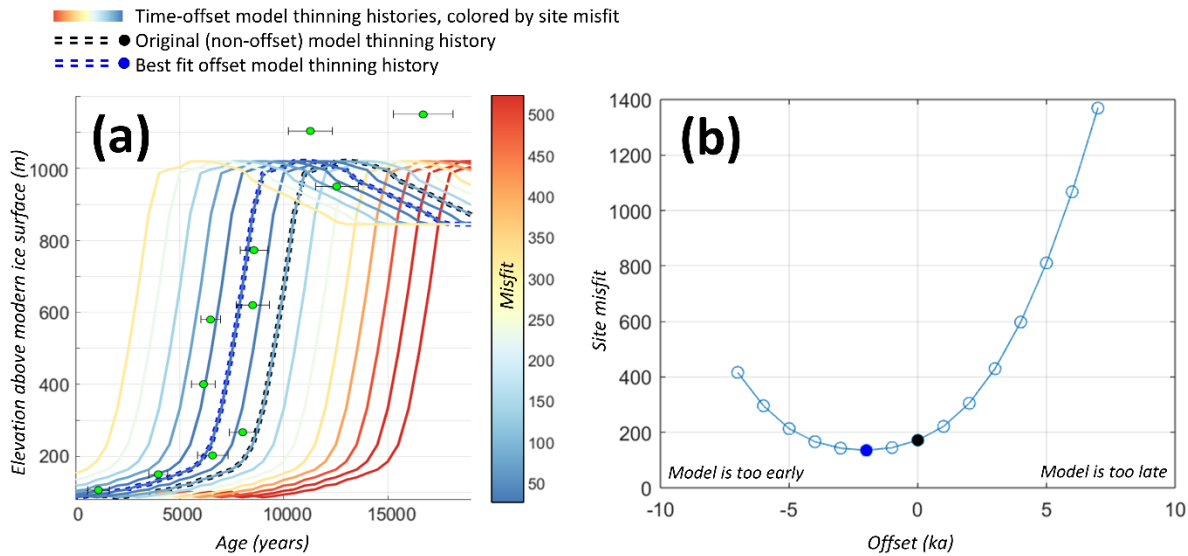 Time-offset model thinning histories, colored by site misfit
Original (non-offset) model thinning history
Best fit offset model thinning history
(a)
Elevation above modern ice surface (m)
1000
800
600
400
200
0
5000
10000
15000
Age (years)
500
450
400
350
300
250
200
150
100
50
Misfit
(b)
Site misfit
1400
1200
1000
800
600
400
200
0
Model is too early
Model is too late
-10
-5
0
5
10
Offset (ka)